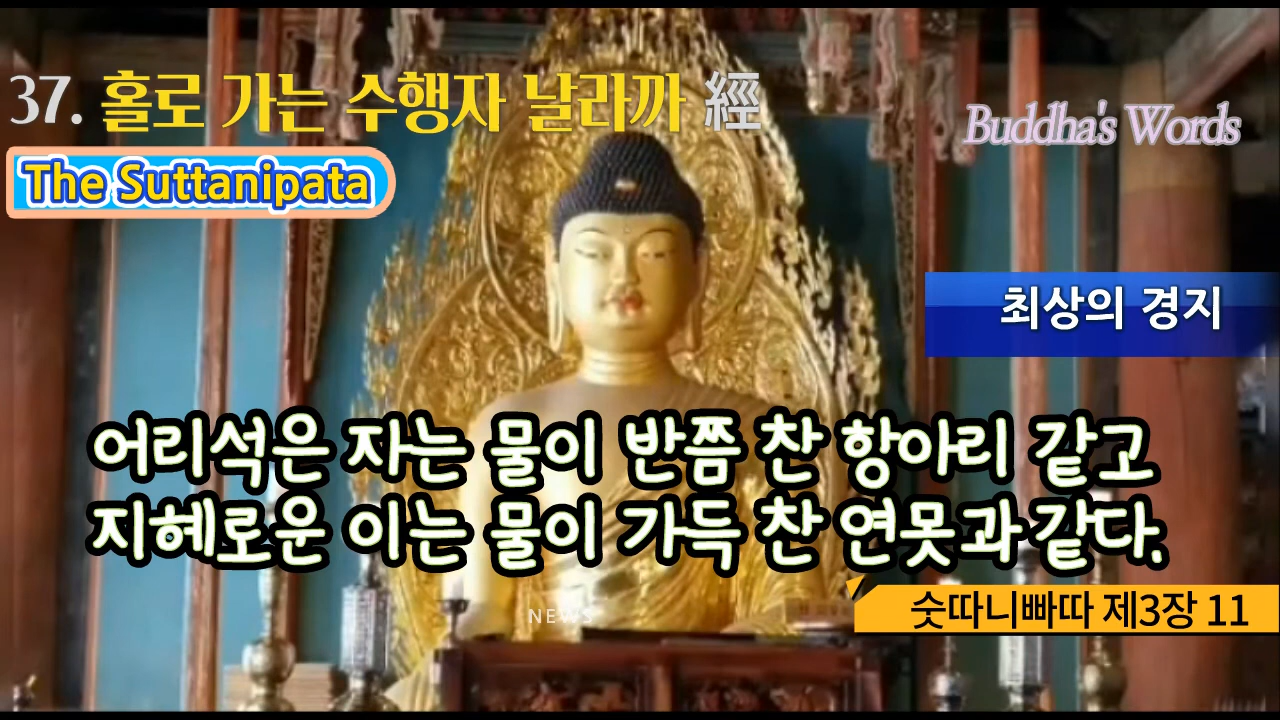 37. 홀로 가는 수행자 날라까 經
Buddha's Words
The Suttanipata
최상의 경지
어리석은 자는 물이 반쯤 찬 항아리 같고
지혜로운 이는 물이 가득 찬 연못과 같다.
NEWS
숫따니빠따 제3장 11